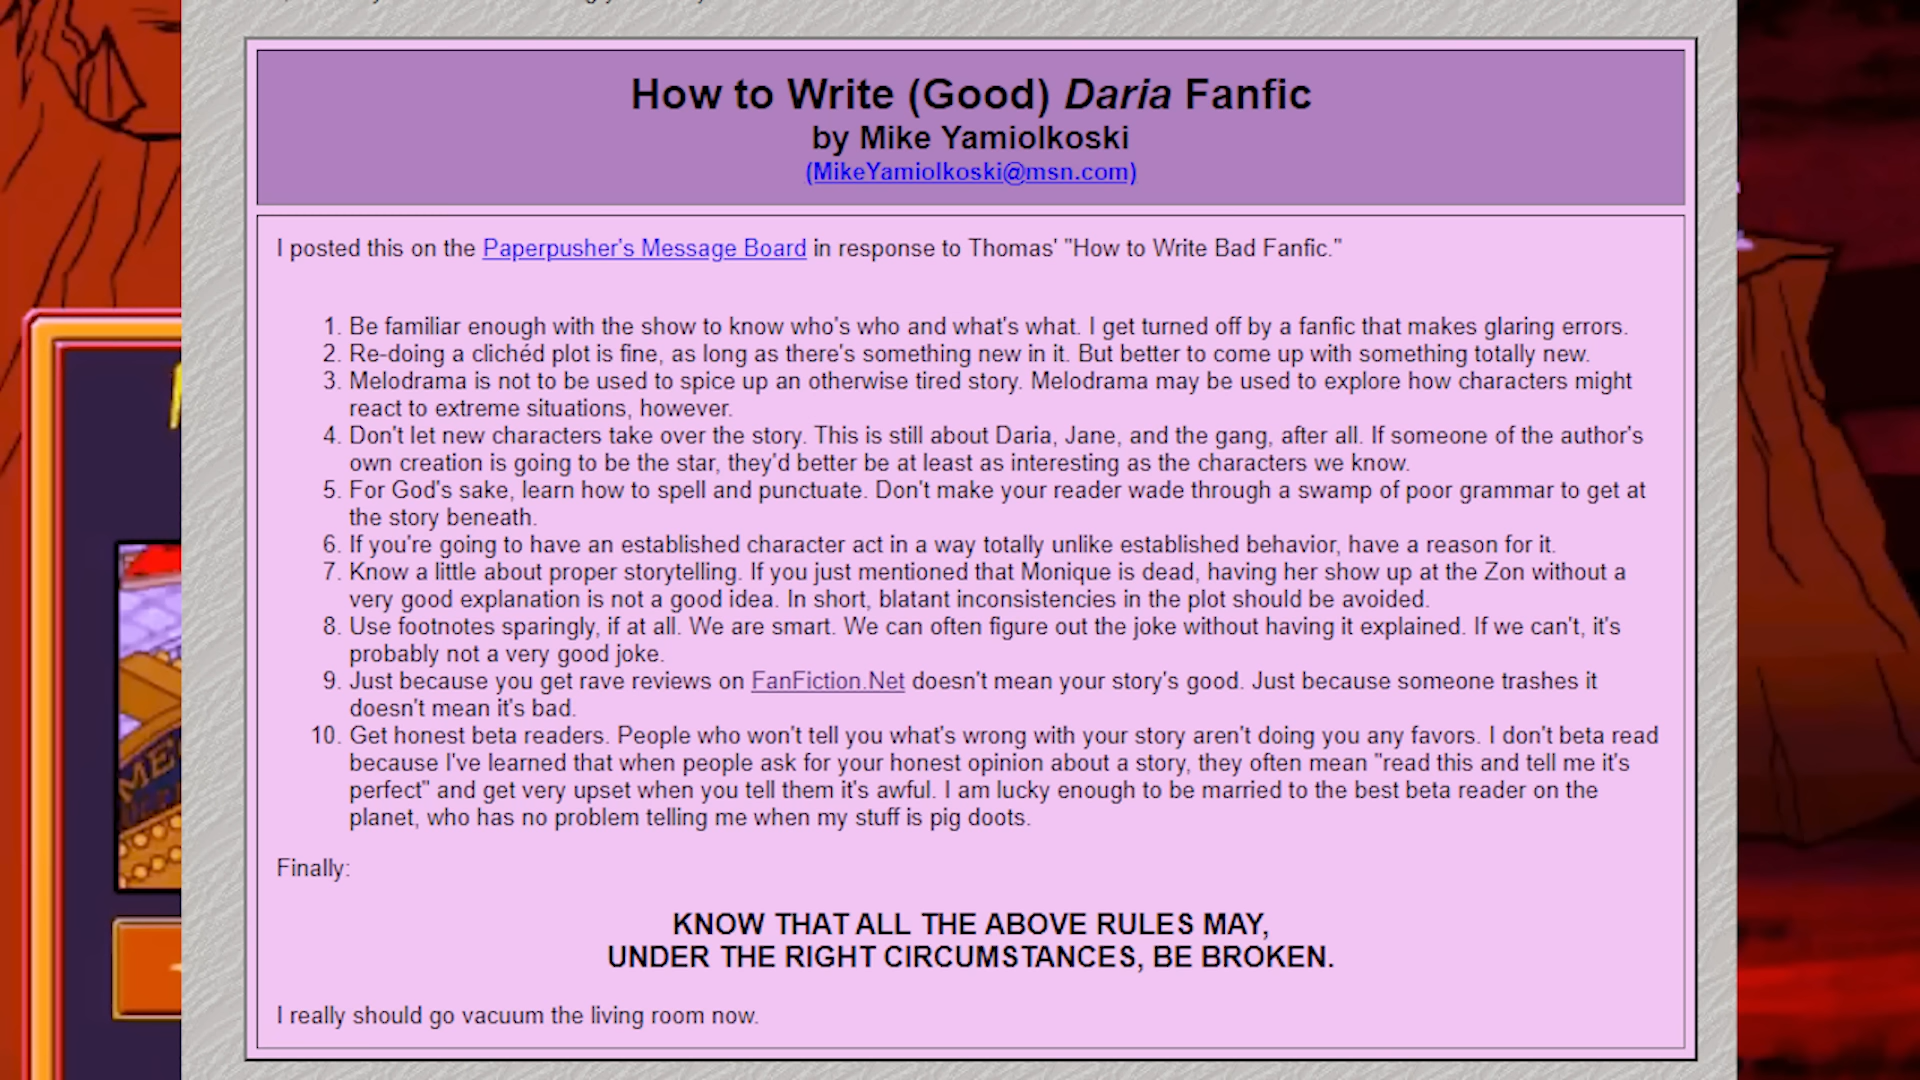 How to Write (Good) Daria Fanfic
by Mike Yamiolkoski
(MikeYamiolkoski@msn.com)
I posted this on the Paperpusher's Message Board in response to Thomas' "How to Write Bad Fanfic."
1. Be familiar enough with the show to know who's who and what's what. I get turned off by a fanfic that makes glaring errors.
2. Re-doing a clichéd plot is fine, as long as there's something new in it. But better to come up with something totally new.
3. Melodrama is not to be used to spice up an otherwise tired story. Melodrama may be used to explore how characters might
react to extreme situations, however.
4. Don't let new characters take over the story. This is still about Daria, Jane, and the gang, after all. If someone of the author's
own creation is going to be the star, they'd better be at least as interesting as the characters we know.
5. For God's sake, learn how to spell and punctuate. Don't make your reader wade through a swamp of poor grammar to get at
the story beneath.
6. If you're going to have an established character act in a way totally unlike established behavior, have a reason for it.
7. Know a little about proper storytelling. If you just mentioned that Monique is dead, having her show up at the Zon without a
very good explanation is not a good idea. In short, blatant inconsistencies in the plot should be avoided.
8. Use footnotes sparingly, if at all. We are smart. We can often figure out the joke without having it explained. If we can't, it's
probably not a very good joke.
9. Just because you get rave reviews on FanFiction.Net doesn't mean your story's good. Just because someone trashes it
doesn't mean it's bad.
10. Get honest beta readers. People who won't tell you what's wrong with your story aren't doing you any favors. I don't beta read
because I've learned that when people ask for your honest opinion about a story, they often mean "read this and tell me it's
perfect" and get very upset when you tell them it's awful. I am lucky enough to be married to the best beta reader on the
planet, who has no problem telling me when my stuff is pig doots.
Finally:
KNOW THAT ALL THE ABOVE RULES MAY,
UNDER THE RIGHT CIRCUMSTANCES, BE BROKEN.
I really should go vacuum the living room now.